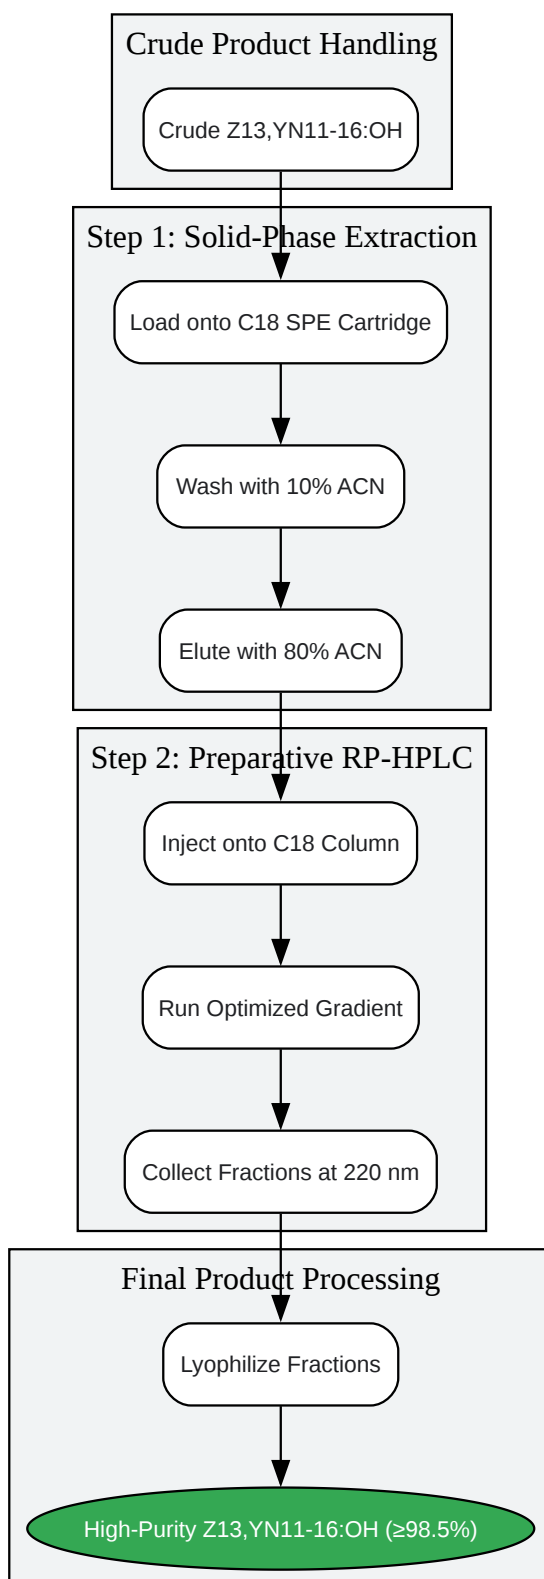 Crude Product Handling
Crude Z13,YN11-16:OH
Step 1: Solid-Phase Extraction
Load onto C18 SPE Cartridge
Wash with 10% ACN
Elute with 80% ACN
Step 2: Preparative RP-HPLC
Inject onto C18 Column
Run Optimized Gradient
Collect Fractions at 220 nm
Final Product Processing
Lyophilize Fractions
High-Purity Z13,YN11-16:OH (≥98.5%)